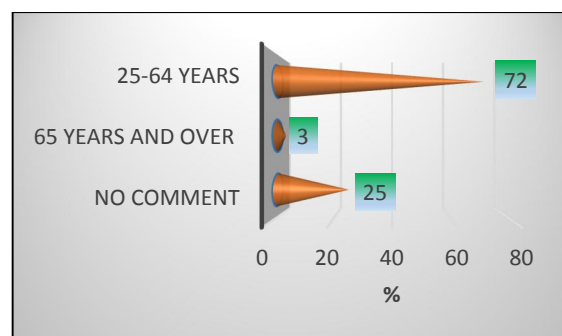 25-64 YEARS 72
65 YEARS AND OVER 3
NO COMMENT 25
0 20 40 60 80
%